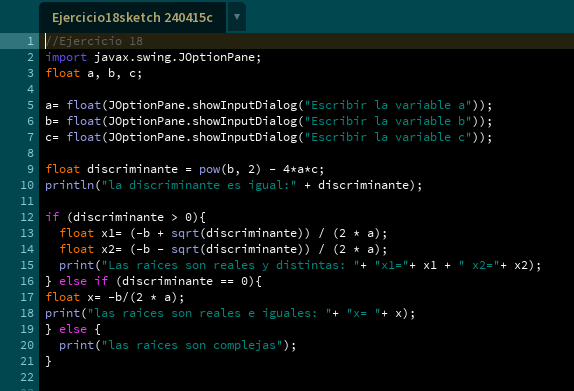 Ejercicio18sketch 240415c ▼
1 //Ejercicio 18
2 import javax.swing.JOptionPane;
3 float a, b, c;
4
5 a= float(JOptionPane.showInputDialog("Escribir la variable a"));
6 b= float(JOptionPane.showInputDialog("Escribir la variable b"));
7 c= float(JOptionPane.showInputDialog("Escribir la variable c"));
8
9 float discriminante = pow(b, 2) - 4*a*c;
10 println("la discriminante es igual:" + discriminante);
11
12 if (discriminante > 0){
13   float x1= (-b + sqrt(discriminante)) / (2 * a);
14   float x2= (-b - sqrt(discriminante)) / (2 * a);
15   print("Las raices son reales y distintas: "+ "x1="+ x1 + " x2="+ x2);
16 } else if (discriminante == 0){
17 float x= -b/(2 * a);
18 print("las raices son reales e iguales: "+ "x= "+ x);
19 } else {
20   print("las raices son complejas");
21 }
22